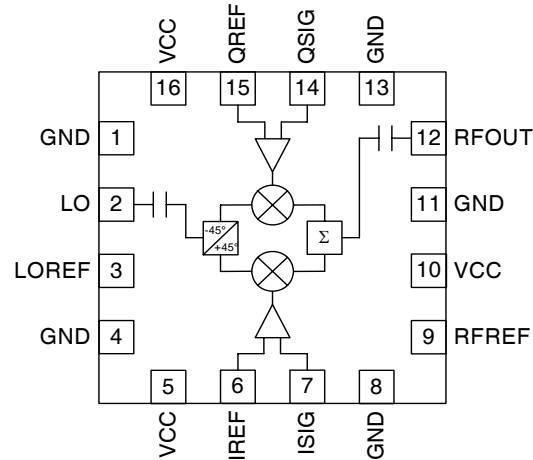 VCC
QREF
QSIG
GND
16
15
14
13
GND 1
12 RFOUT
LO 2
11 GND
-45°
+45°
Σ
LOREF 3
10 VCC
GND 4
9 RFREF
5
6
7
8
VCC
IREF
ISIG
GND